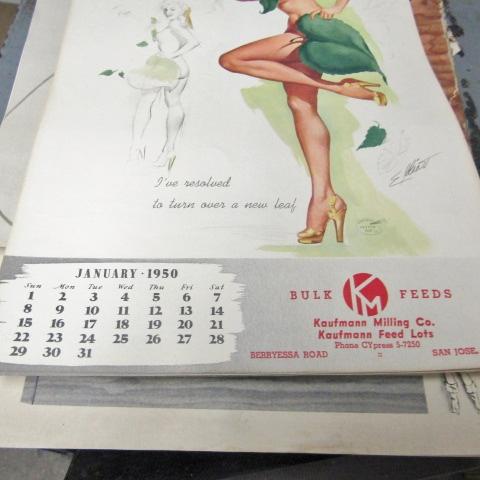 I've resolved
to turn over a new leaf
JANUARY · 1950
Sun Mon Tue Wed Thu Fri Sat
1 2 3 4 5 6 7
8 9 10 11 12 13 14
15 16 17 18 19 20 21
22 23 24 25 26 27 28
29 30 31
BULK KM FEEDS
Kaufmann Milling Co.
Kaufmann Feed Lots
Phone CYpress 5-7250
BERRYESSA ROAD SAN JOSE,